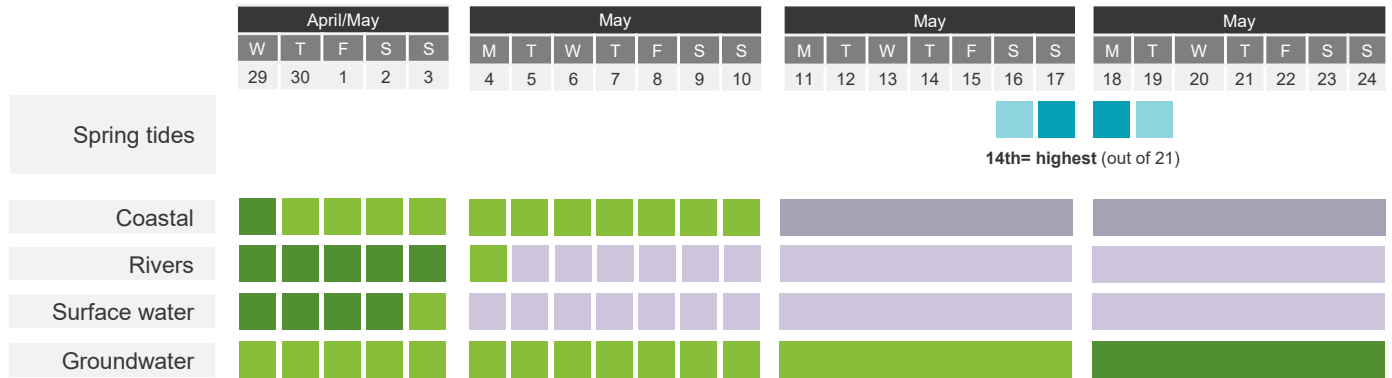 April/May May May May
W T F S S M T W T F S S M T W T F S S M T W T F S S
29 30 1 2 3 4 5 6 7 8 9 10 11 12 13 14 15 16 17 18 19 20 21 22 23 24
Spring tides
14th= highest (out of 21)
Coastal
Rivers
Surface water
Groundwater